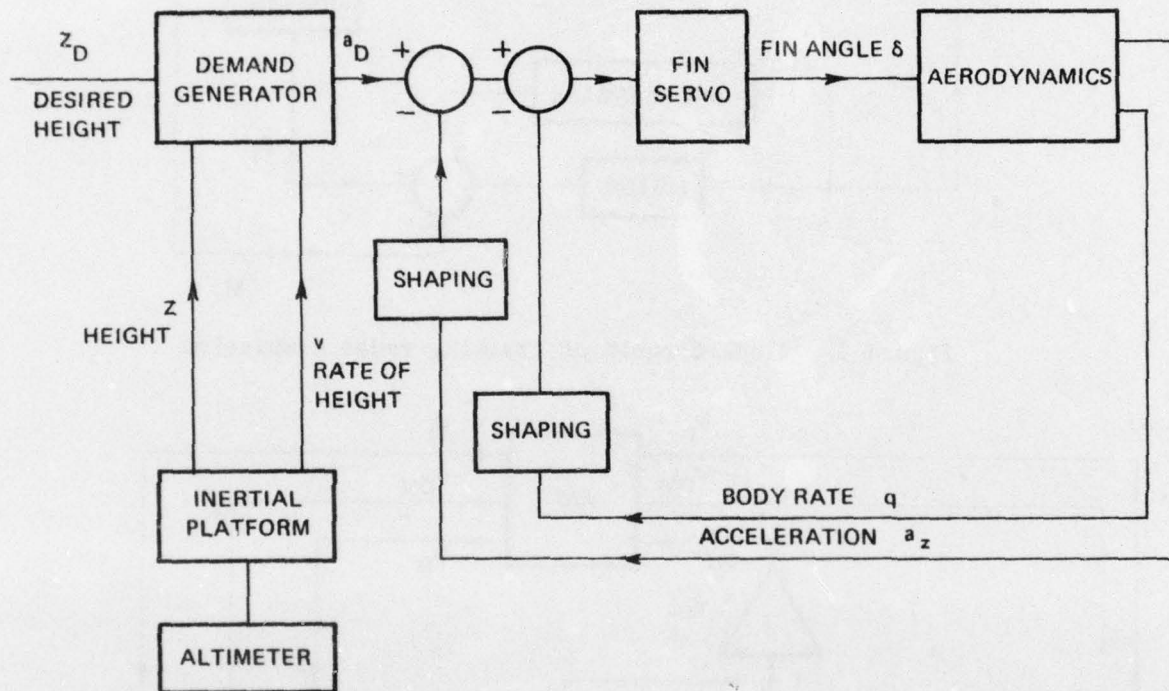 Z_D
DESIRED
HEIGHT
DEMAND
GENERATOR
a_D
+
−
+
−
FIN
SERVO
FIN ANGLE δ
AERODYNAMICS
SHAPING
Z
HEIGHT
v
RATE OF
HEIGHT
SHAPING
INERTIAL
PLATFORM
BODY RATE q
ACCELERATION a_z
ALTIMETER